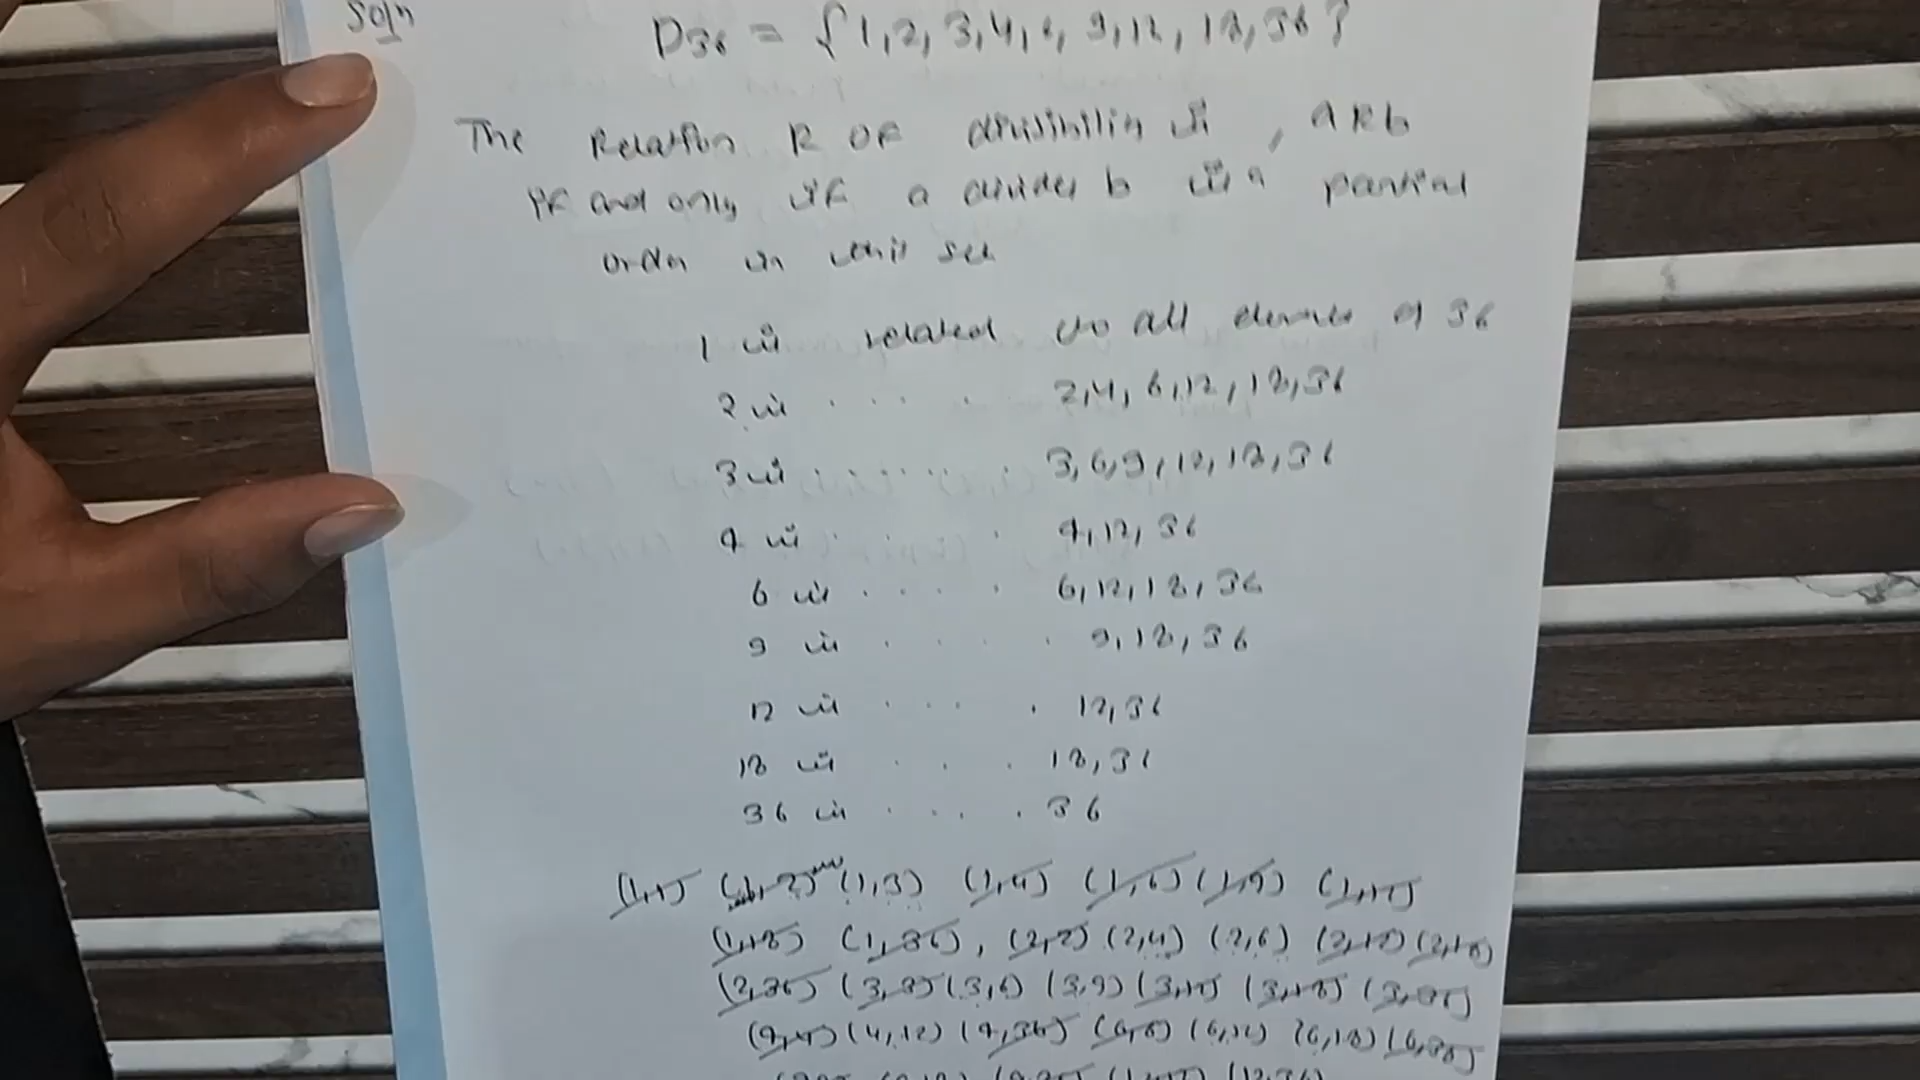 Soln
D36 = {1,2,3,4,6,9,12,18,36}
The Relation R OF divisibility is, aRb
if and only if a divides b is a partial
order in this set
1 is related to all elements of 36
2 is . . . . 2,4,6,12,18,36
3 is . . . . . . . 3,6,9,12,18,36
4 is . . . . 4,12,36
6 is . . . . 6,12,18,36
9 is . . . . 9,18,36
12 is . . . . 12,36
18 is . . . 18,36
36 is . . . . 36
(1,1) (1,2) (1,3) (1,4) (1,6) (1,9) (1,12)
(1,18) (1,36), (2,2) (2,4) (2,6) (2,12) (2,18)
(2,36) (3,3) (3,6) (3,9) (3,12) (3,18) (3,36)
(4,4) (4,12) (4,36) (6,6) (6,12) (6,18) (6,36)
(12,36)